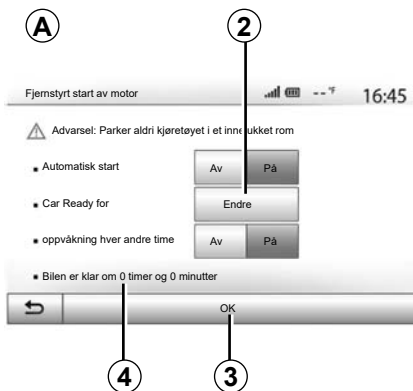 A
2
Fjernstyrt start av motor
--°F
16:45
Advarsel: Parker aldri kjøretøyet i et innelukket rom
Automatisk start
Av
På
Car Ready for
Endre
oppvåkning hver andre time
Av
På
Bilen er klar om 0 timer og 0 minutter
OK
4
3